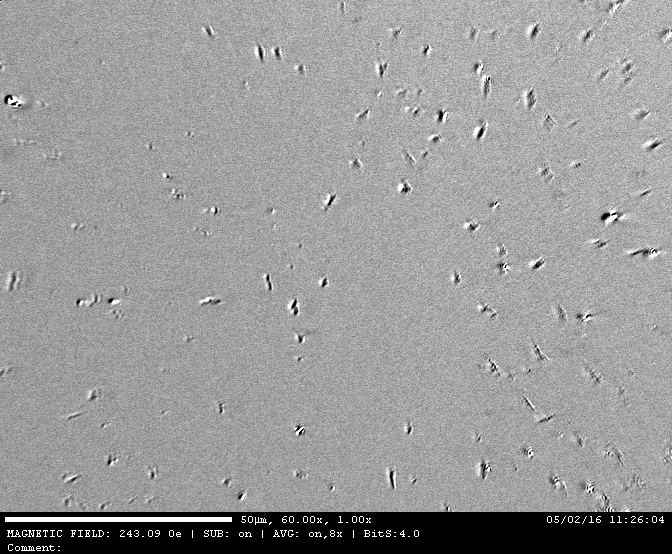 50µm, 60.00x, 1.00x 05/02/16 11:26:04
MAGNETIC FIELD: 243.09 Oe | SUB: on | AVG: on,8x | BitS:4.0
Comment: